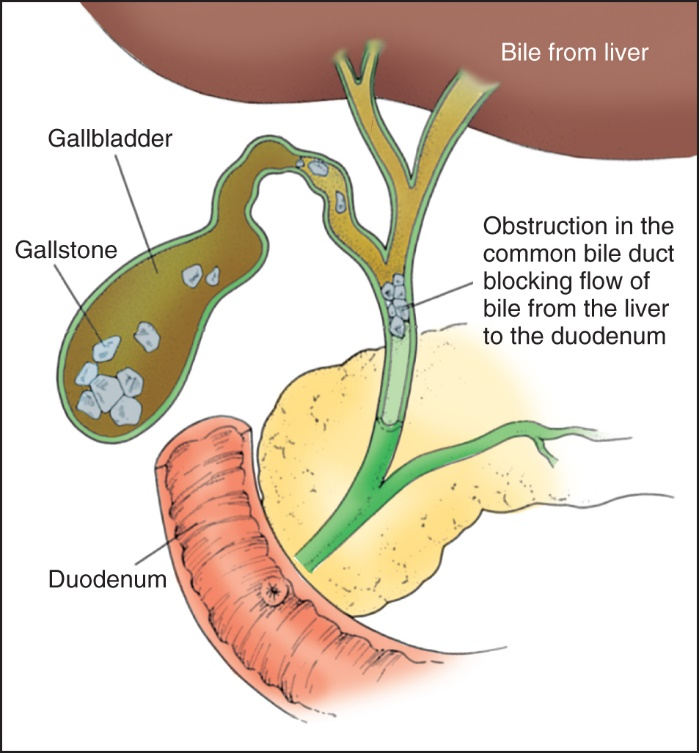 Bile from liver
Gallbladder
Gallstone
Obstruction in the
common bile duct
blocking flow of
bile from the liver
to the duodenum
Duodenum